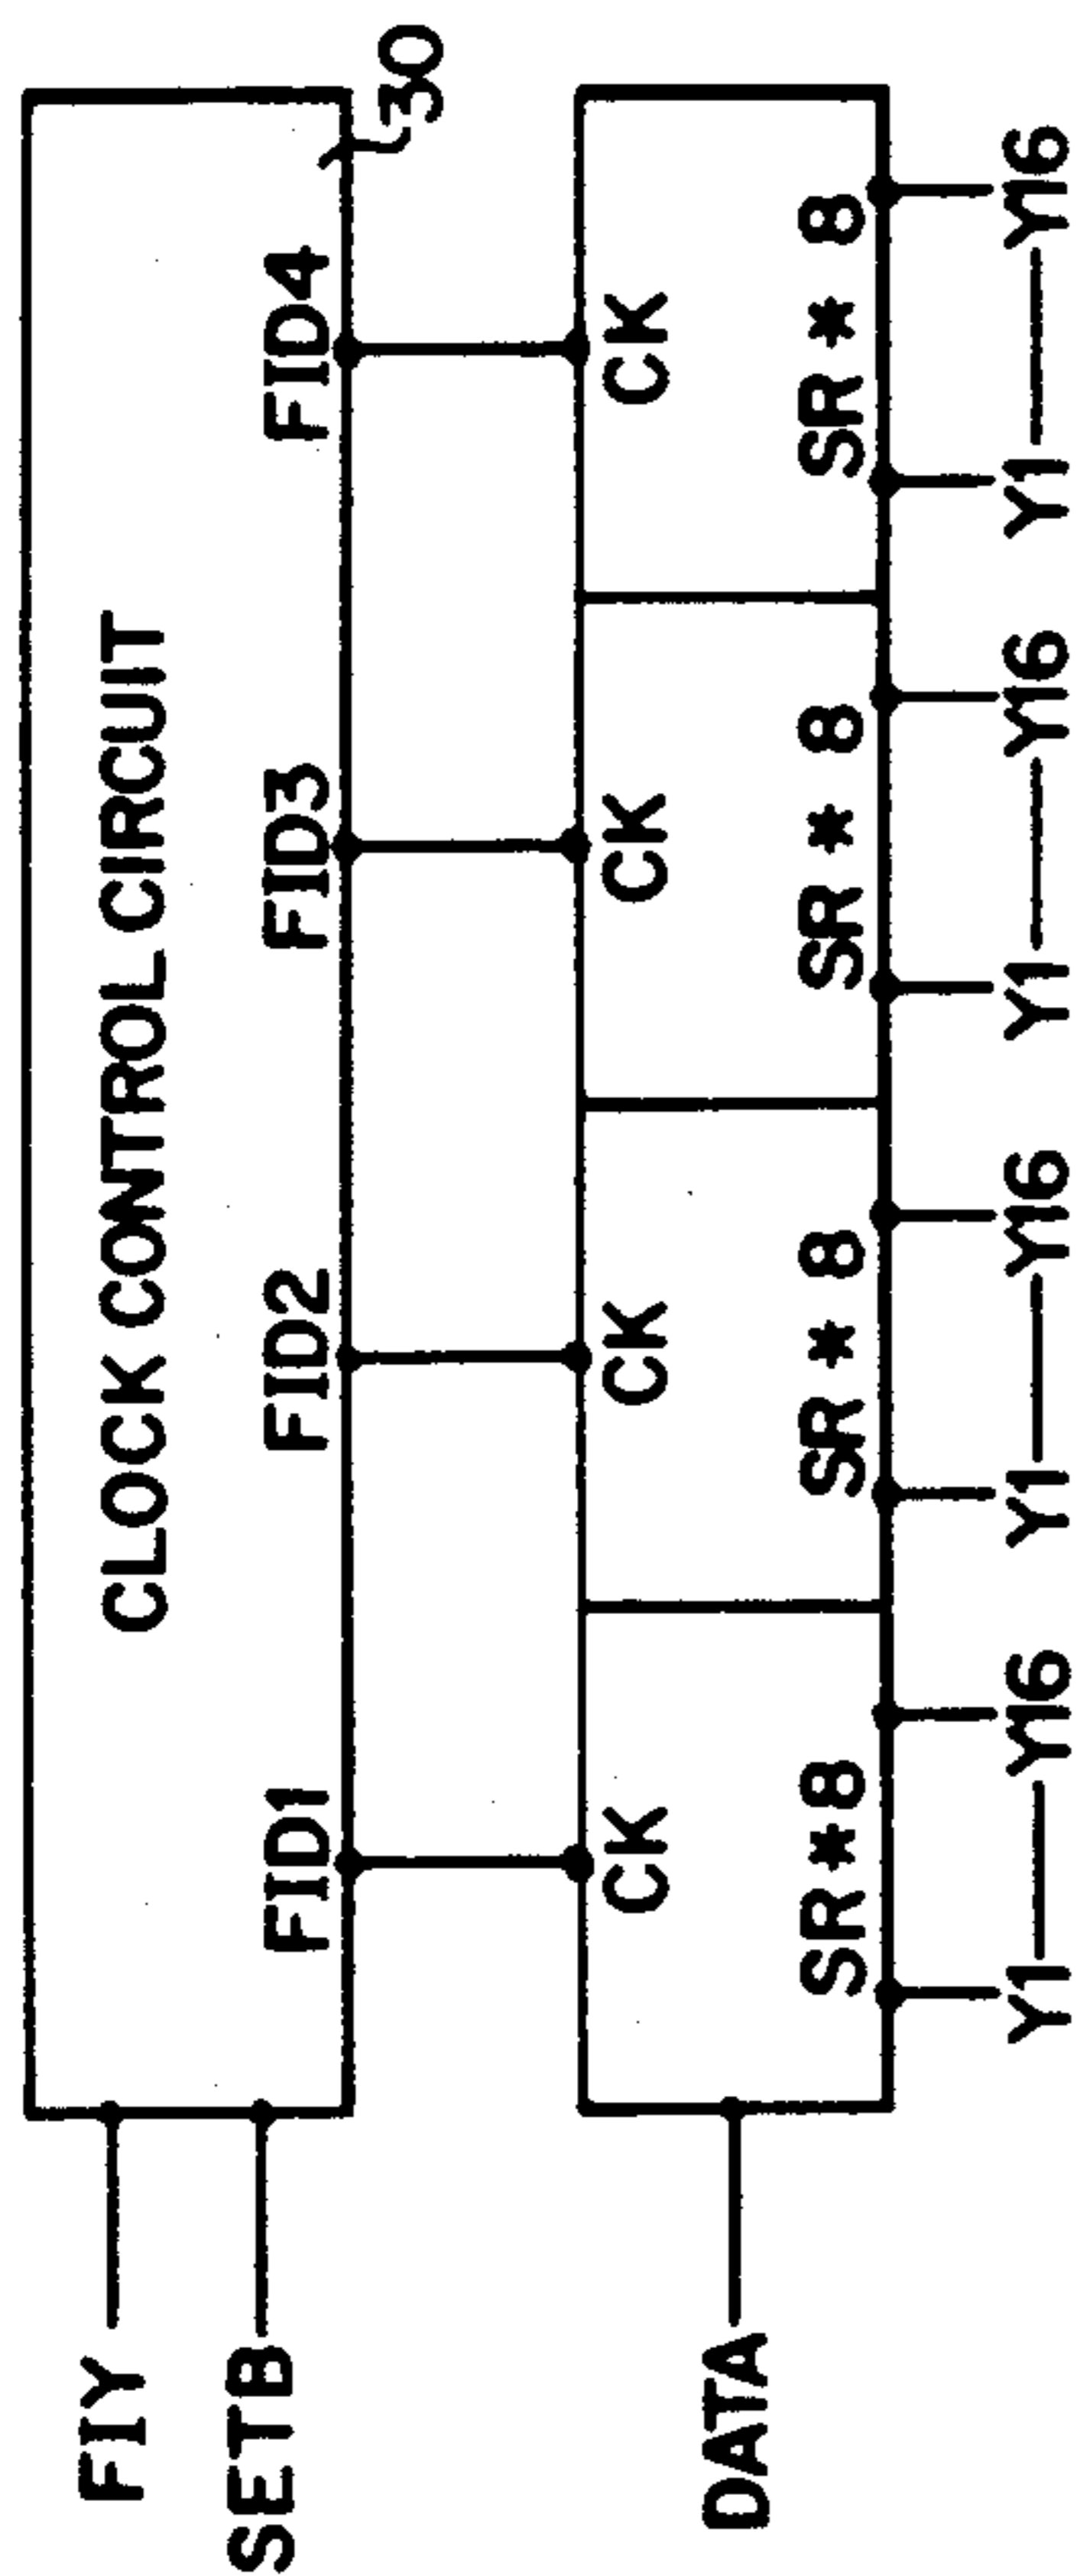 FIY
SETB
CLOCK CONTROL CIRCUIT
FID1 FID2 FID3 FID4
30
DATA
CK CK CK CK
SR*8 SR * 8 SR * 8 SR * 8
Y1 Y16 Y1 Y16 Y1 Y16 Y1 Y16